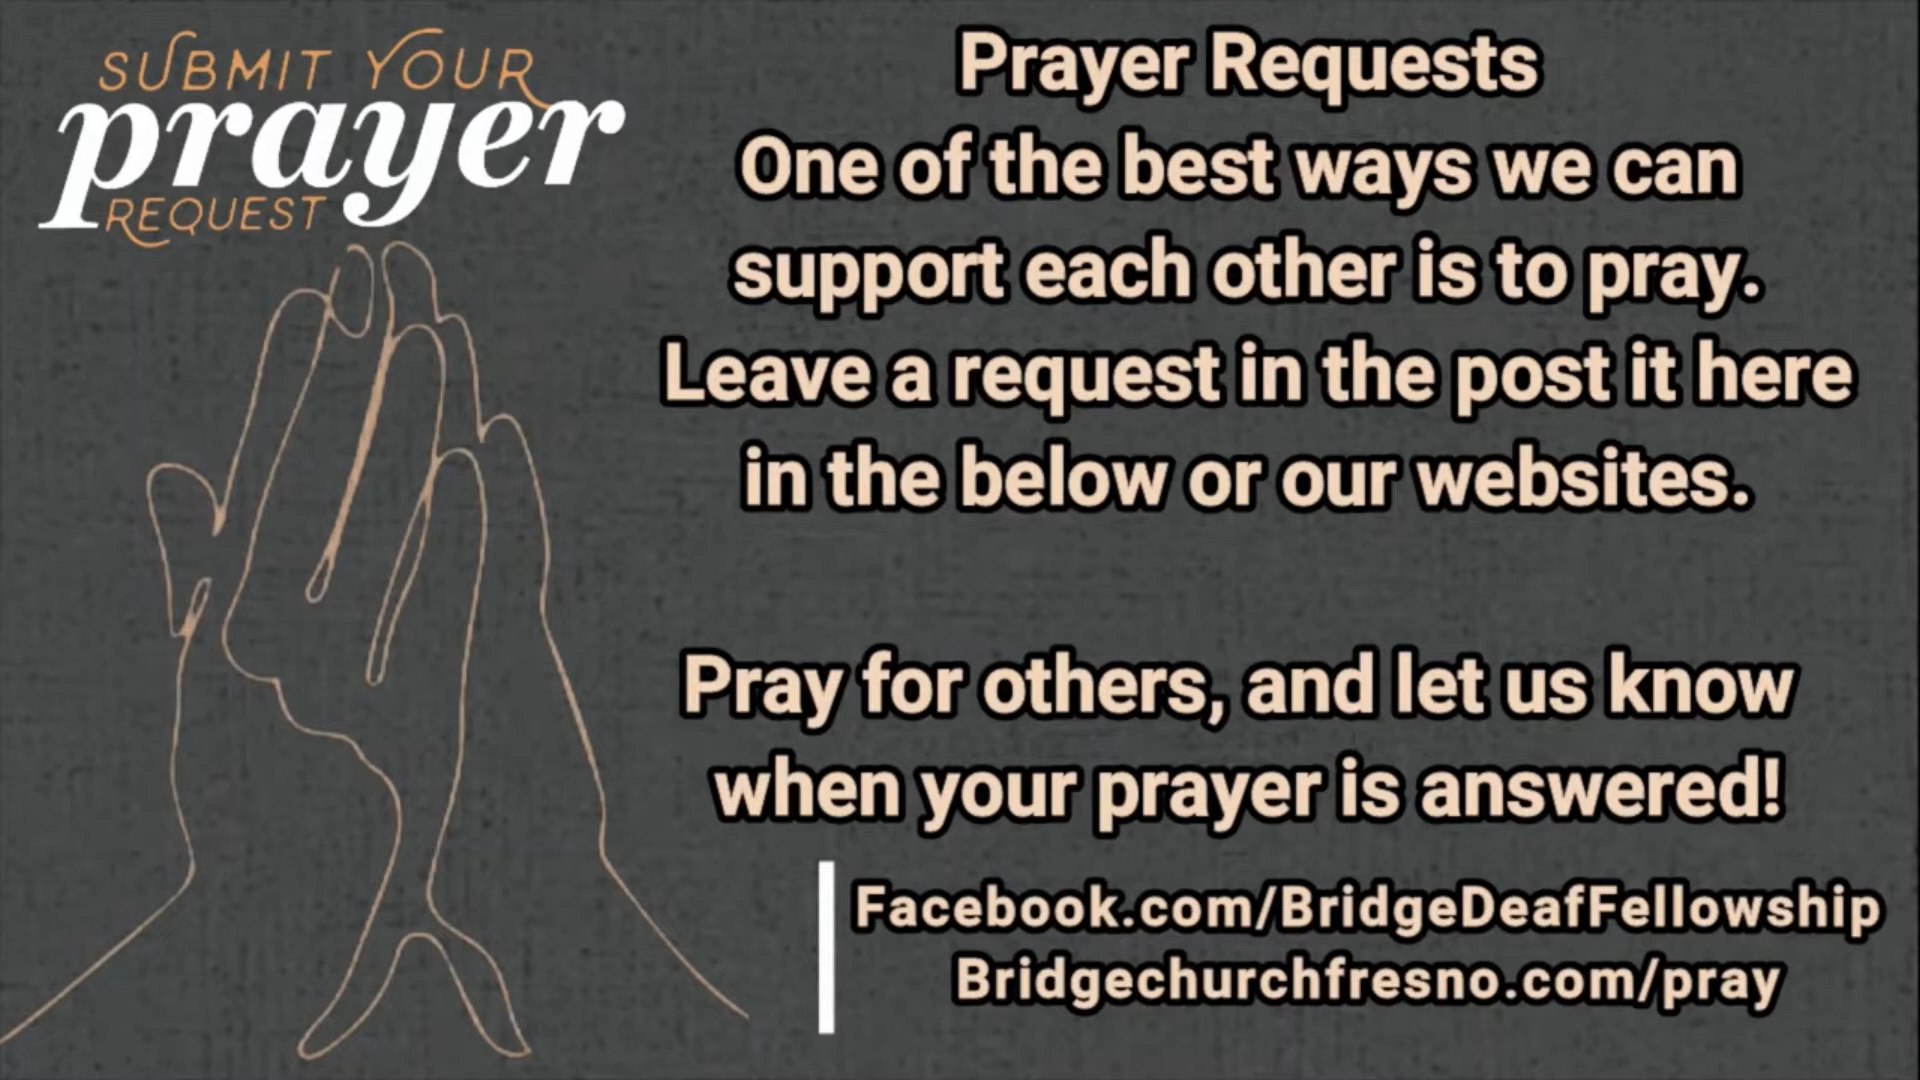 SUBMIT YOUR
prayer
REQUEST
Prayer Requests
One of the best ways we can
support each other is to pray.
Leave a request in the post it here
in the below or our websites.
Pray for others, and let us know
when your prayer is answered!
Facebook.com/BridgeDeafFellowship
Bridgechurchfresno.com/pray